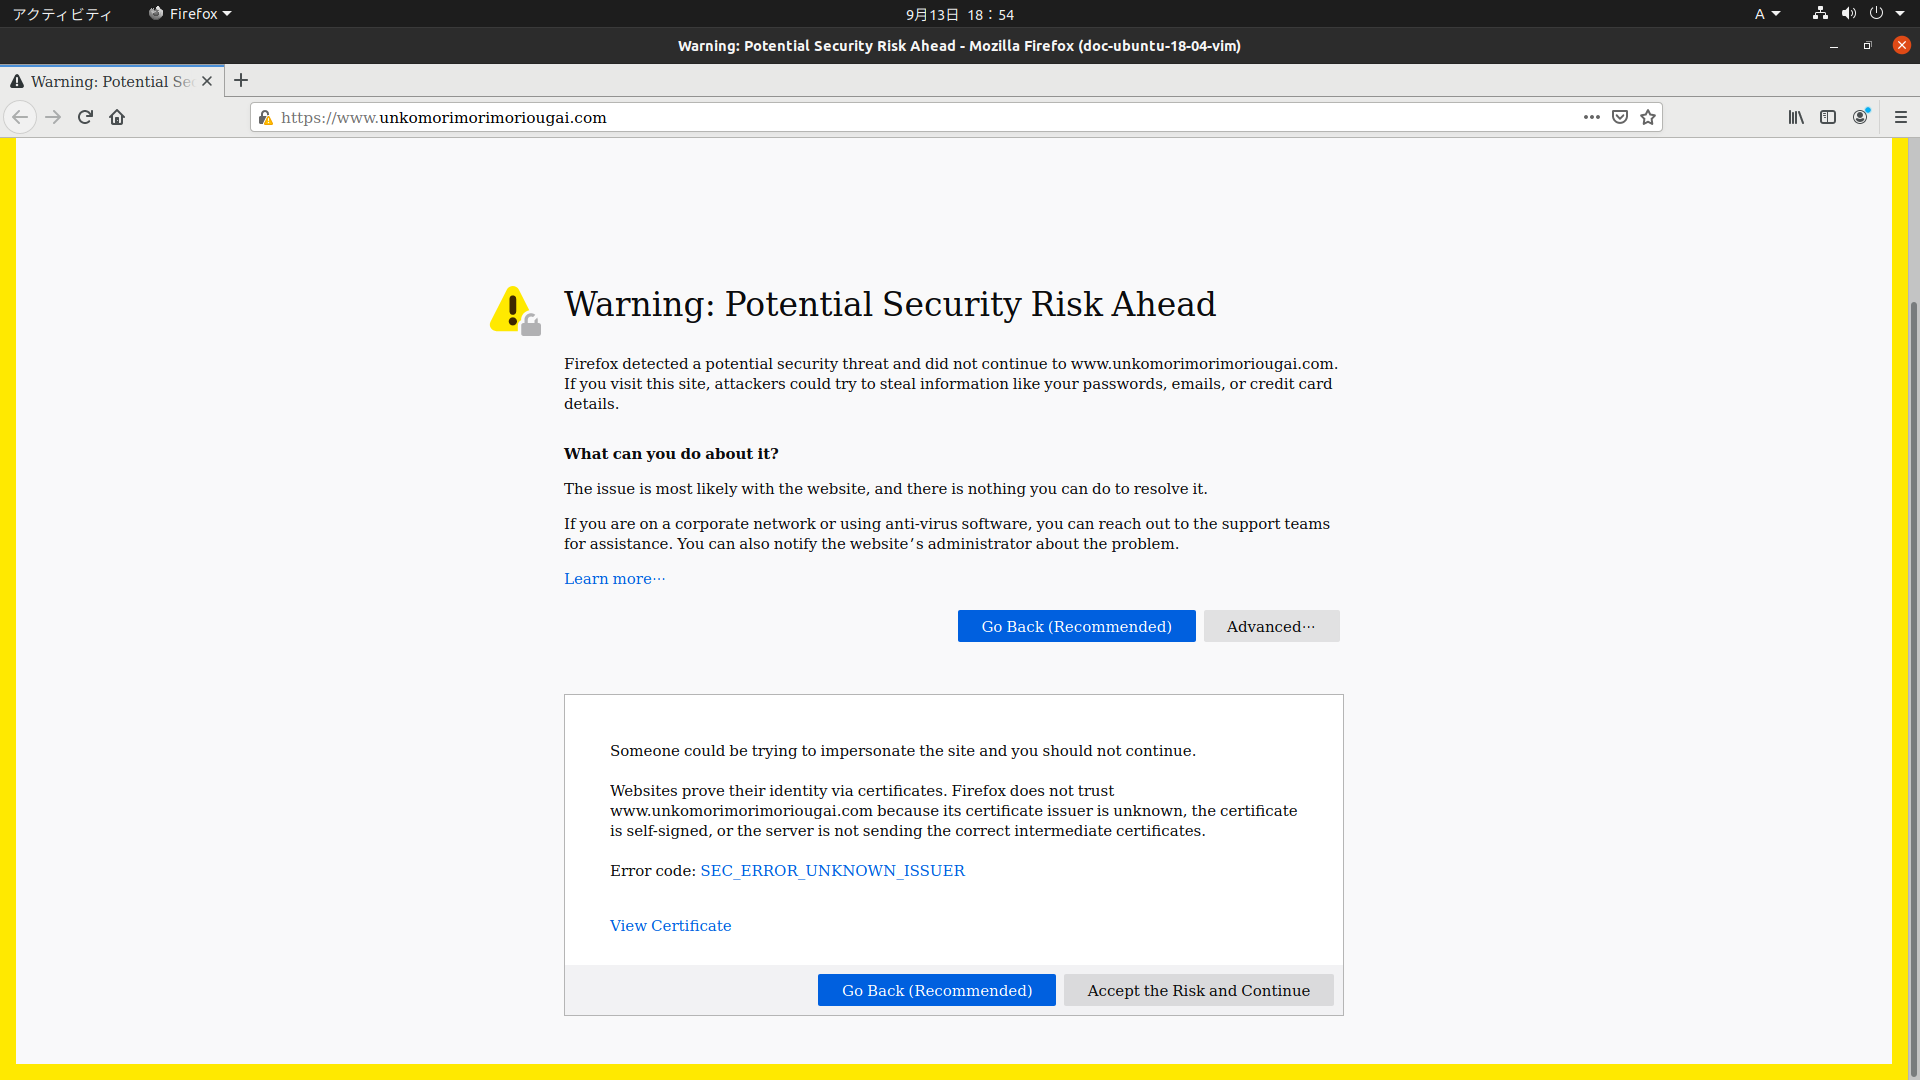 アクティビティ Firefox 9月13日 18：54 A
Warning: Potential Security Risk Ahead - Mozilla Firefox (doc-ubuntu-18-04-vim)
Warning: Potential Sec
https://www.unkomorimorimoriougai.com
Warning: Potential Security Risk Ahead
Firefox detected a potential security threat and did not continue to www.unkomorimorimoriougai.com.
If you visit this site, attackers could try to steal information like your passwords, emails, or credit card
details.
What can you do about it?
The issue is most likely with the website, and there is nothing you can do to resolve it.
If you are on a corporate network or using anti-virus software, you can reach out to the support teams
for assistance. You can also notify the website’s administrator about the problem.
Learn more…
Go Back (Recommended) Advanced…
Someone could be trying to impersonate the site and you should not continue.
Websites prove their identity via certificates. Firefox does not trust
www.unkomorimorimoriougai.com because its certificate issuer is unknown, the certificate
is self-signed, or the server is not sending the correct intermediate certificates.
Error code: SEC_ERROR_UNKNOWN_ISSUER
View Certificate
Go Back (Recommended) Accept the Risk and Continue